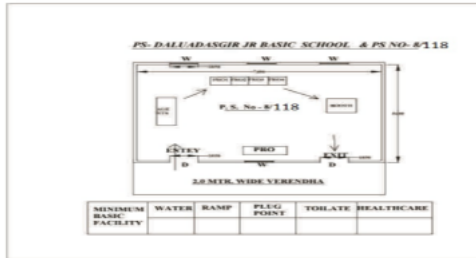 PS- DALUADASGIR JR BASIC SCHOOL & PS NO- 8/118
W W W
P. S. No - 8/118
ENTEY
PRO
EXIT
D W D
2.0 MTR. WIDE VERENDHA
MINIMUM BASIC FACILITY WATER RAMP PLUG POINT TOILATE HEALTHCARE